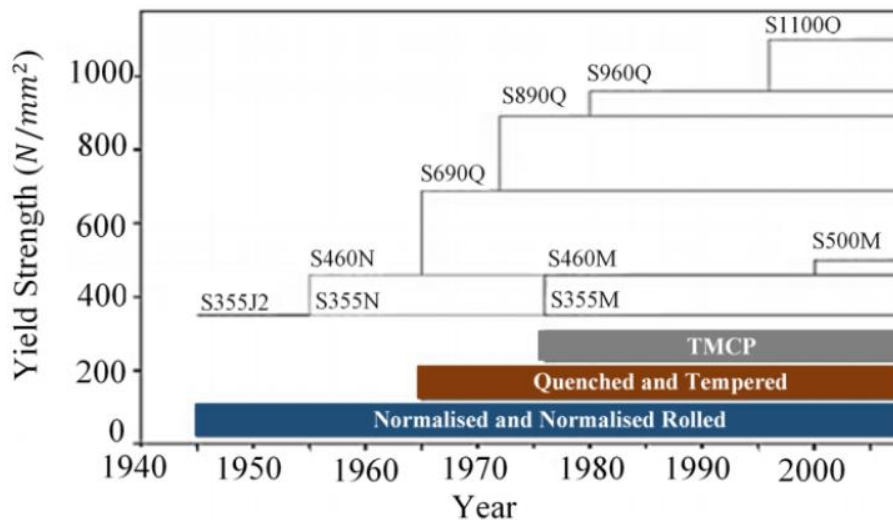 S1100Q
1000
S960Q
S890Q
800
S690Q
600
S500M
S460N
S460M
400
S355J2
S355N
S355M
TMCP
200
Quenched and Tempered
0
Normalised and Normalised Rolled
1940
1950
1960
1970
1980
1990
2000
Year
Yield Strength (N/mm²)